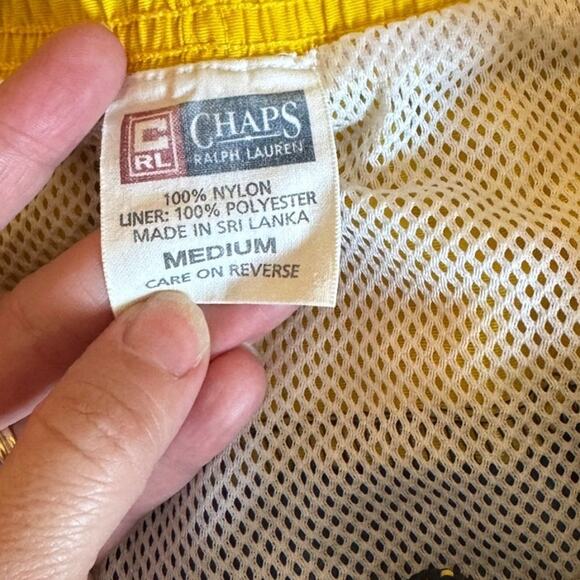 C
RL
CHAPS
RALPH LAUREN
100% NYLON
LINER: 100% POLYESTER
MADE IN SRI LANKA
MEDIUM
CARE ON REVERSE